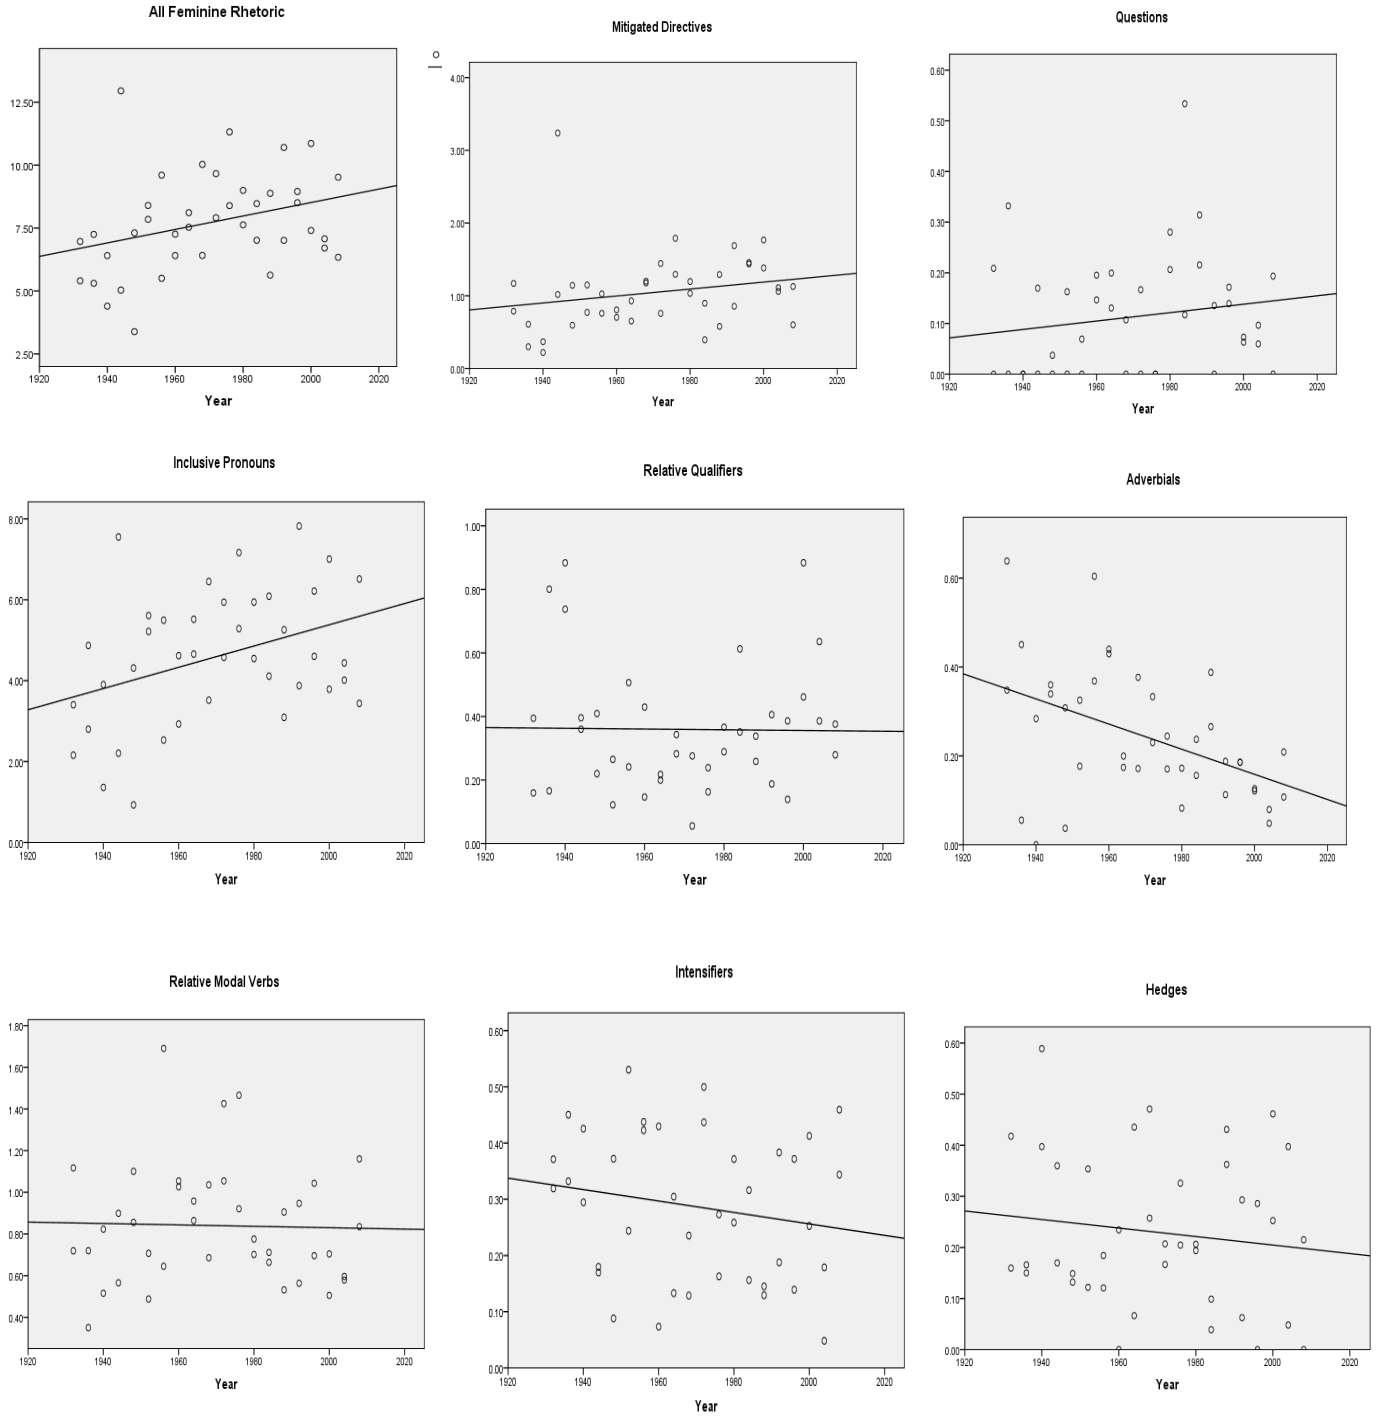 All Feminine Rhetoric
12.50
10.00
7.50
5.00
2.50
1920 1940 1960 1980 2000 2020
Year
Mitigated Directives
4.00
3.00
2.00
1.00
0.00
1920 1940 1960 1980 2000 2020
Year
Questions
0.60
0.50
0.40
0.30
0.20
0.10
0.00
1920 1940 1960 1980 2000 2020
Year
Inclusive Pronouns
8.00
6.00
4.00
2.00
0.00
1920 1940 1960 1980 2000 2020
Year
Relative Qualifiers
1.00
0.80
0.60
0.40
0.20
0.00
1920 1940 1960 1980 2000 2020
Year
Adverbials
0.60
0.40
0.20
0.00
1920 1940 1960 1980 2000 2020
Year
Relative Modal Verbs
1.80
1.60
1.40
1.20
1.00
0.80
0.60
0.40
1920 1940 1960 1980 2000 2020
Year
Intensifiers
0.60
0.50
0.40
0.30
0.20
0.10
0.00
1920 1940 1960 1980 2000 2020
Year
Hedges
0.60
0.50
0.40
0.30
0.20
0.10
0.00
1920 1940 1960 1980 2000 2020
Year